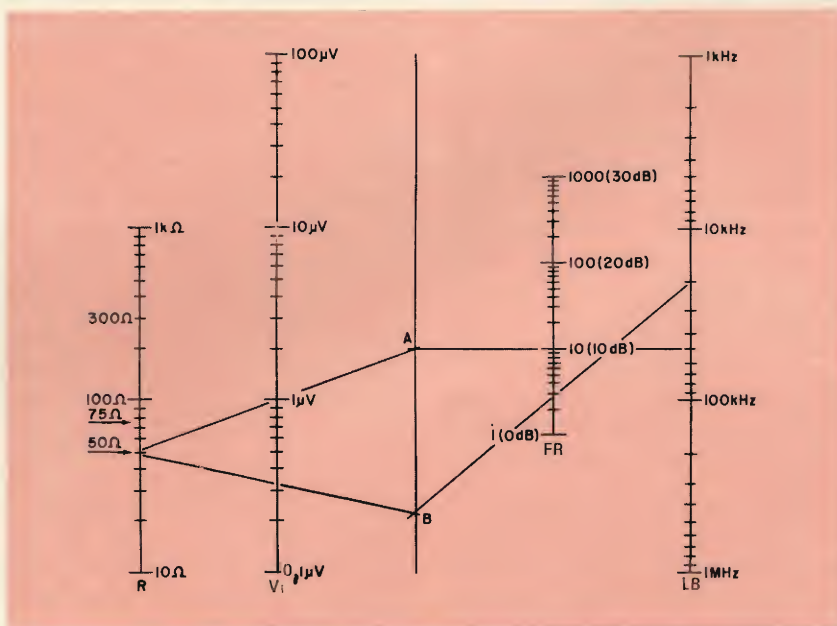 100µV
1kHz
1000(30dB)
1kΩ
10µV
10kHz
100(20dB)
300Ω
A
10(10dB)
100Ω
1µV
100kHz
75Ω
1(0dB)
50Ω
FR
B
10Ω
0,1µV
1MHz
R
Vi
LB